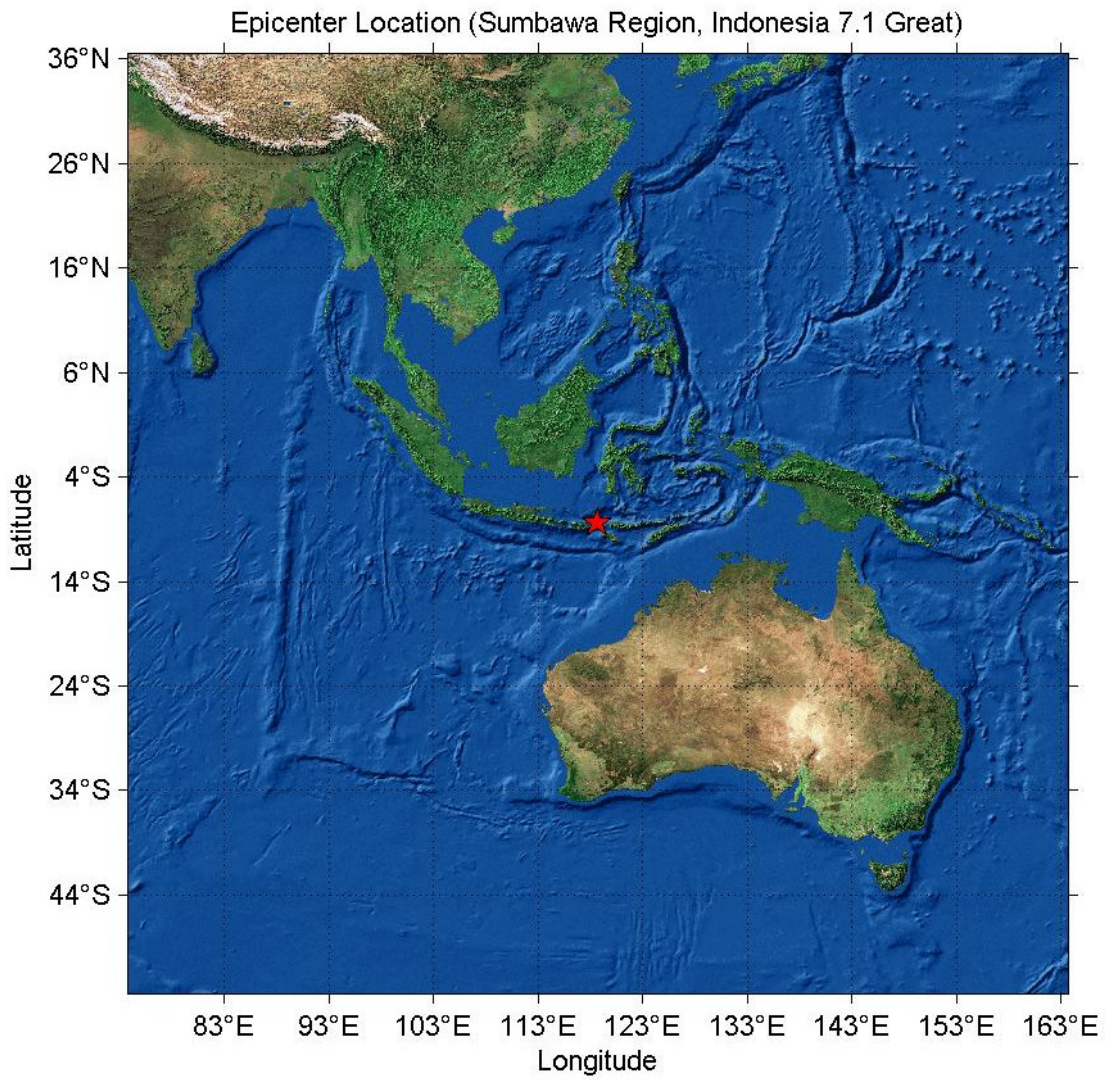 Epicenter Location (Sumbawa Region, Indonesia 7.1 Great)
36°N
26°N
16°N
6°N
4°S
14°S
24°S
34°S
44°S
Latitude
83°E 93°E 103°E 113°E 123°E 133°E 143°E 153°E 163°E
Longitude